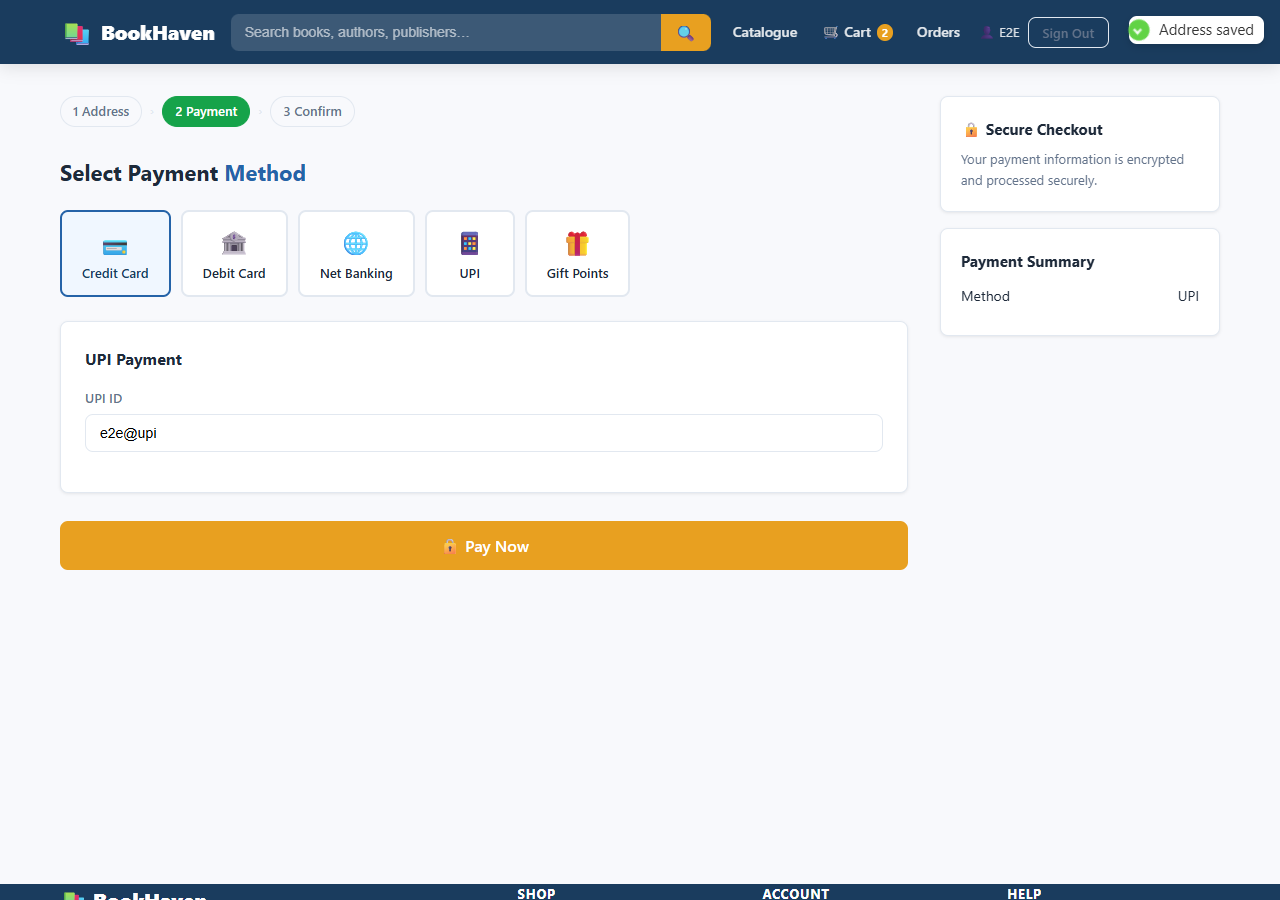 BookHaven
Search books, authors, publishers...
Catalogue
Cart 2
Orders
E2E
Sign Out
Address saved
1 Address
2 Payment
3 Confirm
Select Payment Method
Credit Card
Debit Card
Net Banking
UPI
Gift Points
UPI Payment
UPI ID
e2e@upi
Pay Now
Secure Checkout
Your payment information is encrypted
and processed securely.
Payment Summary
Method UPI
BookHaven
SHOP
ACCOUNT
HELP